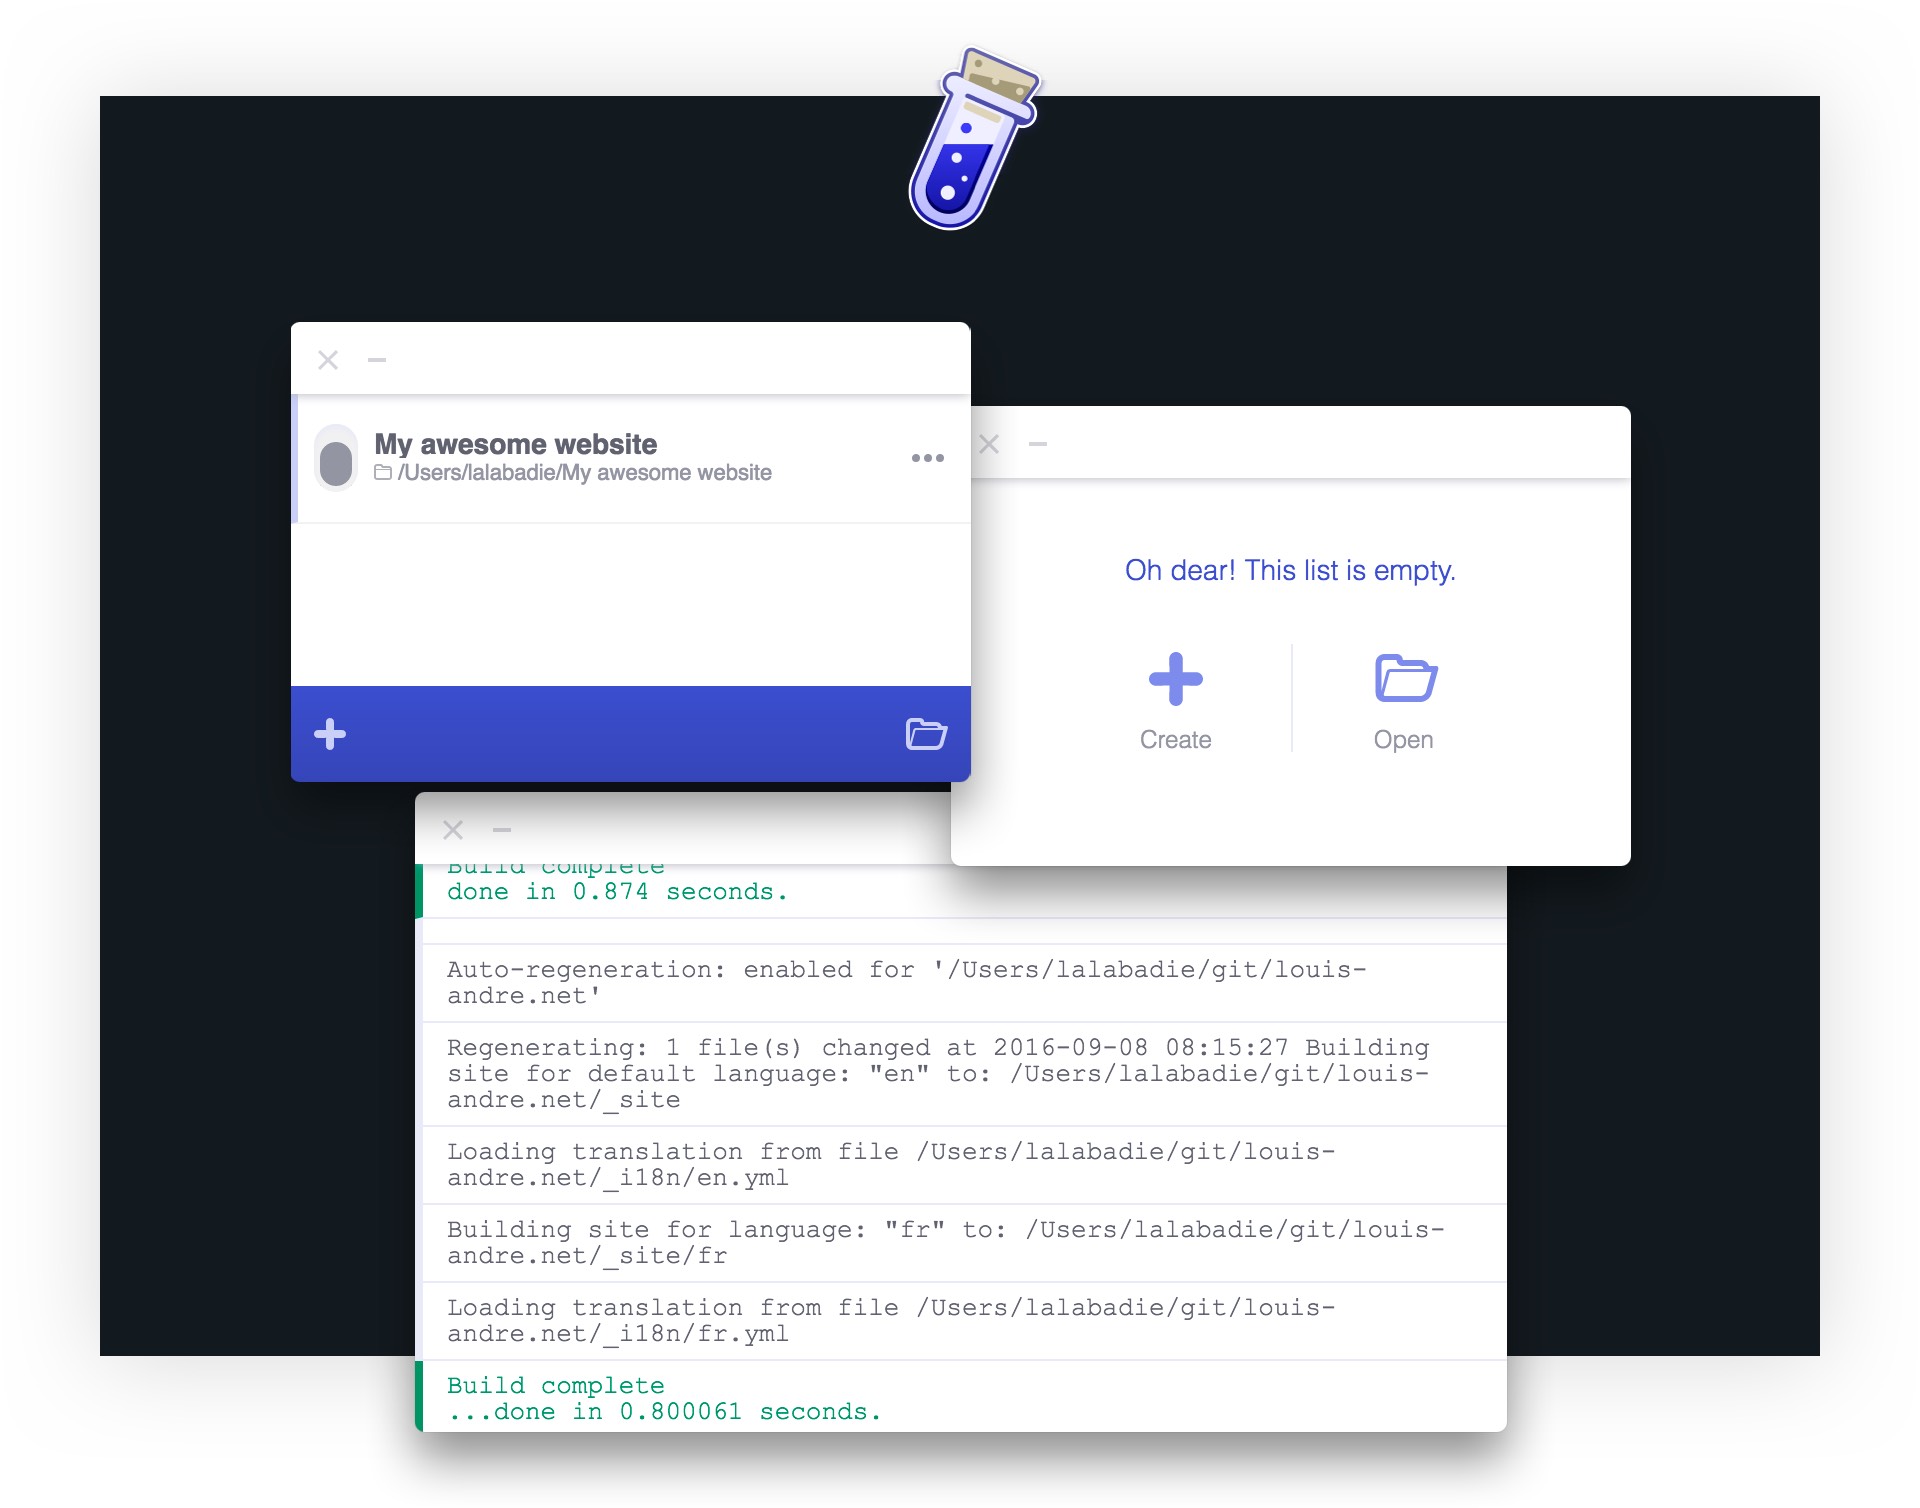 My awesome website
/Users/lalabadie/My awesome website
Oh dear! This list is empty.
Create
Open
Build complete
done in 0.874 seconds.
Auto-regeneration: enabled for '/Users/lalabadie/git/louis-
andre.net'
Regenerating: 1 file(s) changed at 2016-09-08 08:15:27 Building
site for default language: "en" to: /Users/lalabadie/git/louis-
andre.net/_site
Loading translation from file /Users/lalabadie/git/louis-
andre.net/_i18n/en.yml
Building site for language: "fr" to: /Users/lalabadie/git/louis-
andre.net/_site/fr
Loading translation from file /Users/lalabadie/git/louis-
andre.net/_i18n/fr.yml
Build complete
...done in 0.800061 seconds.